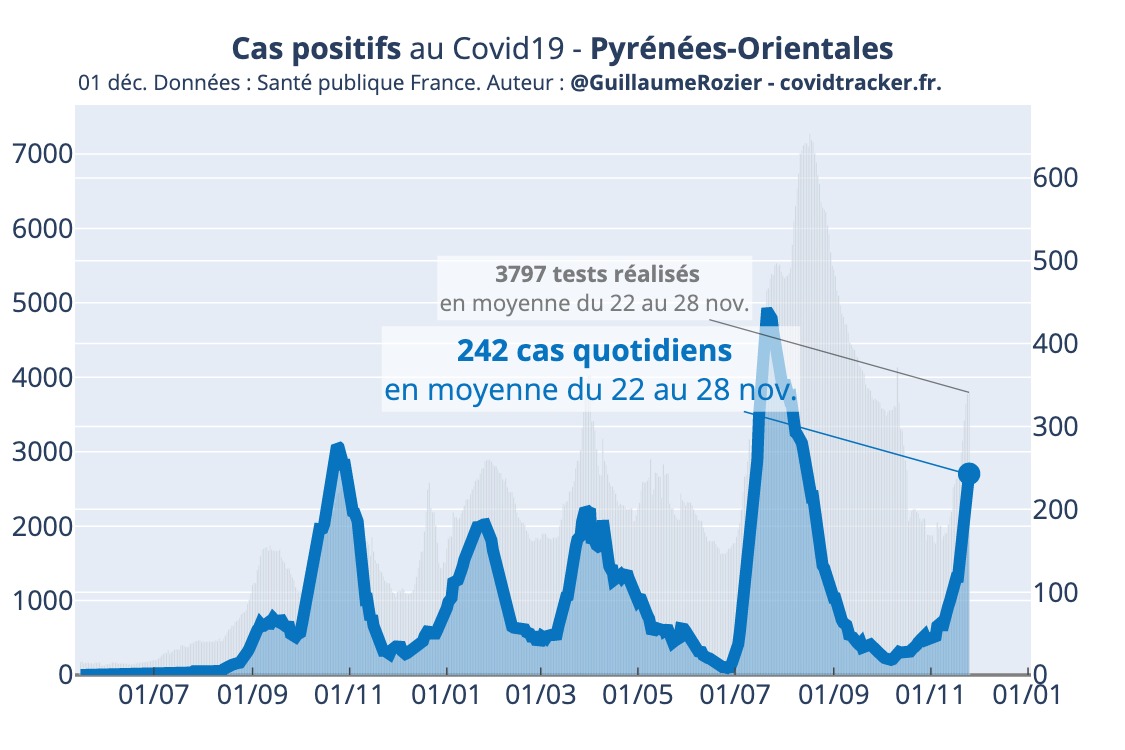 Cas positifs au Covid19 - Pyrénées-Orientales
01 déc. Données : Santé publique France. Auteur : @GuillaumeRozier - covidtracker.fr.
7000
6000
5000
4000
3000
2000
1000
0
600
500
400
300
200
100
0
3797 tests réalisés
en moyenne du 22 au 28 nov.
242 cas quotidiens
en moyenne du 22 au 28 nov.
01/07 01/09 01/11 01/01 01/03 01/05 01/07 01/09 01/11 01/01